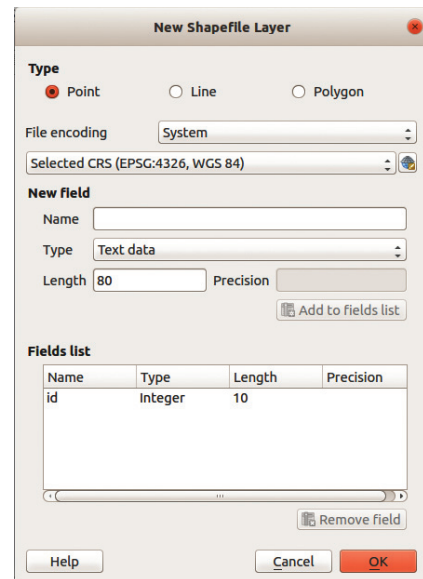 New Shapefile Layer
Type
Point Line Polygon
File encoding System
Selected CRS (EPSG:4326, WGS 84)
New field
Name
Type Text data
Length 80 Precision
Add to fields list
Fields list
Name Type Length Precision
id Integer 10
Remove field
Help Cancel OK